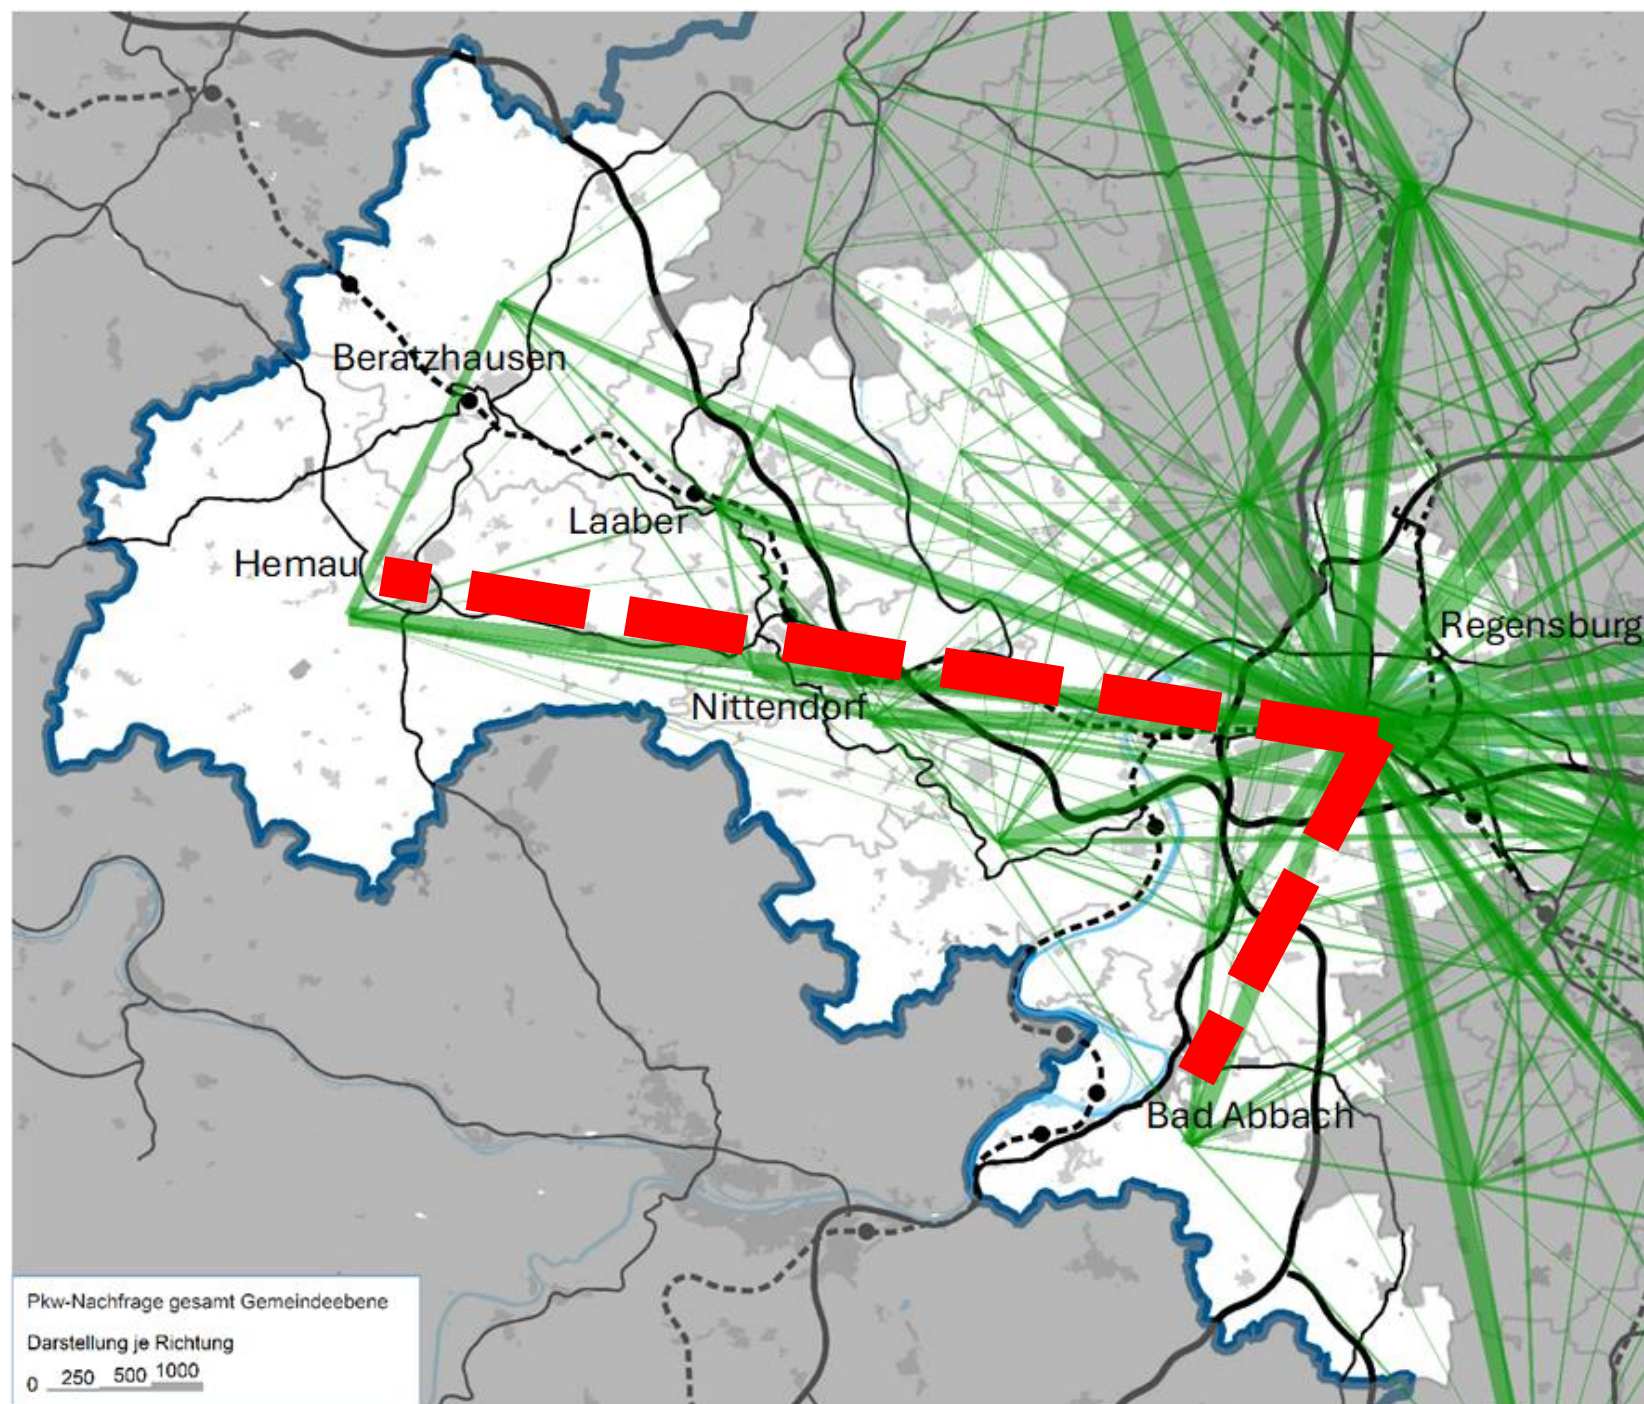 Beratzhausen
Laaber
Hemau
Regensburg
Nittendorf
Bad Abbach
Pkw-Nachfrage gesamt Gemeindeebene
Darstellung je Richtung
0 250 500 1000